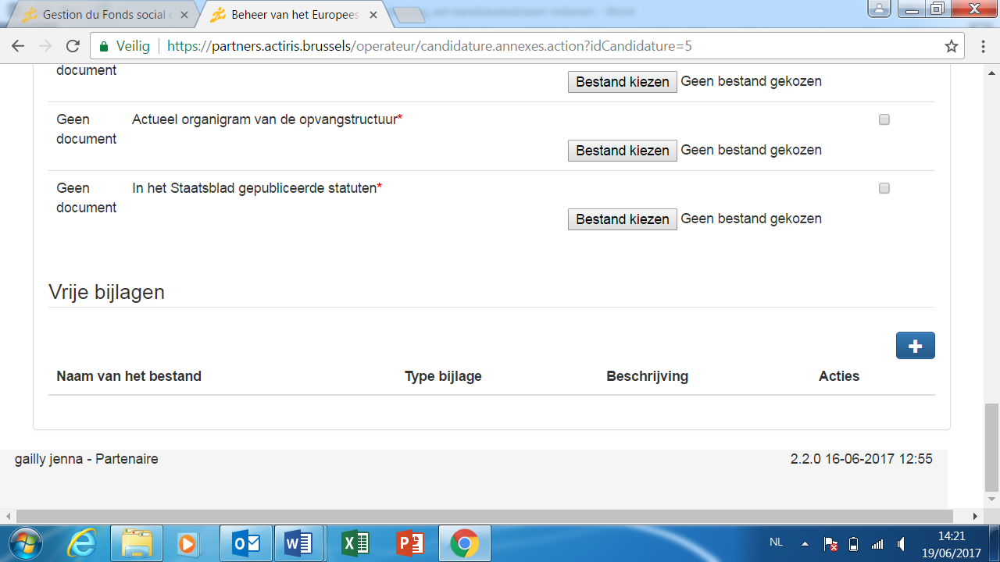 Gestion du Fonds social e
Beheer van het Europees
Veilig
https://partners.actiris.brussels/operateur/candidature.annexes.action?idCandidature=5
document
Bestand kiezen Geen bestand gekozen
Geen document
Actueel organigram van de opvangstructuur*
Bestand kiezen Geen bestand gekozen
Geen document
In het Staatsblad gepubliceerde statuten*
Bestand kiezen Geen bestand gekozen
Vrije bijlagen
Naam van het bestand Type bijlage Beschrijving Acties
gailly jenna - Partenaire 2.2.0 16-06-2017 12:55
NL 14:21
19/06/2017